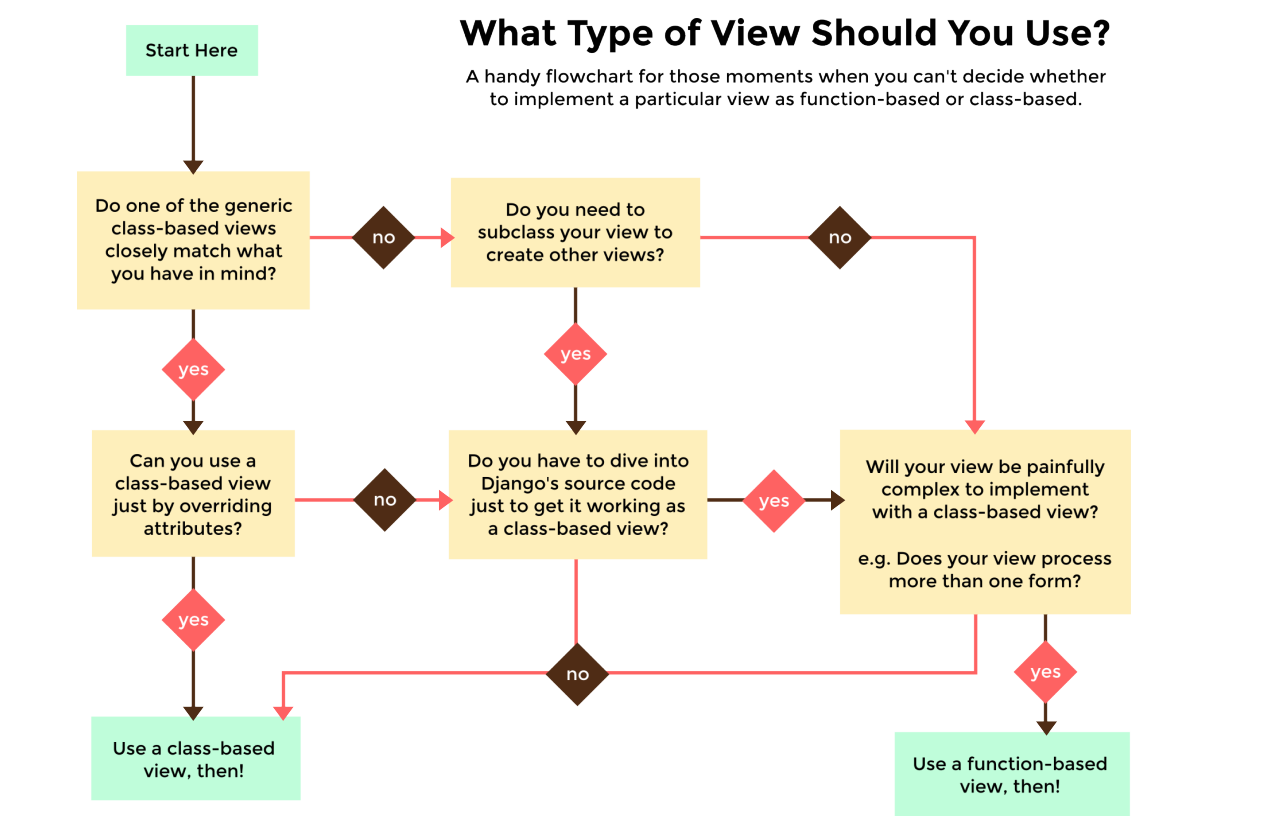 What Type of View Should You Use?
A handy flowchart for those moments when you can't decide whether
to implement a particular view as function-based or class-based.
Start Here
Do one of the generic
class-based views
closely match what
you have in mind?
no
Do you need to
subclass your view to
create other views?
no
yes
yes
Can you use a
class-based view
just by overriding
attributes?
no
Do you have to dive into
Django's source code
just to get it working as
a class-based view?
yes
Will your view be painfully
complex to implement
with a class-based view?
e.g. Does your view process
more than one form?
yes
no
yes
Use a class-based
view, then!
Use a function-based
view, then!